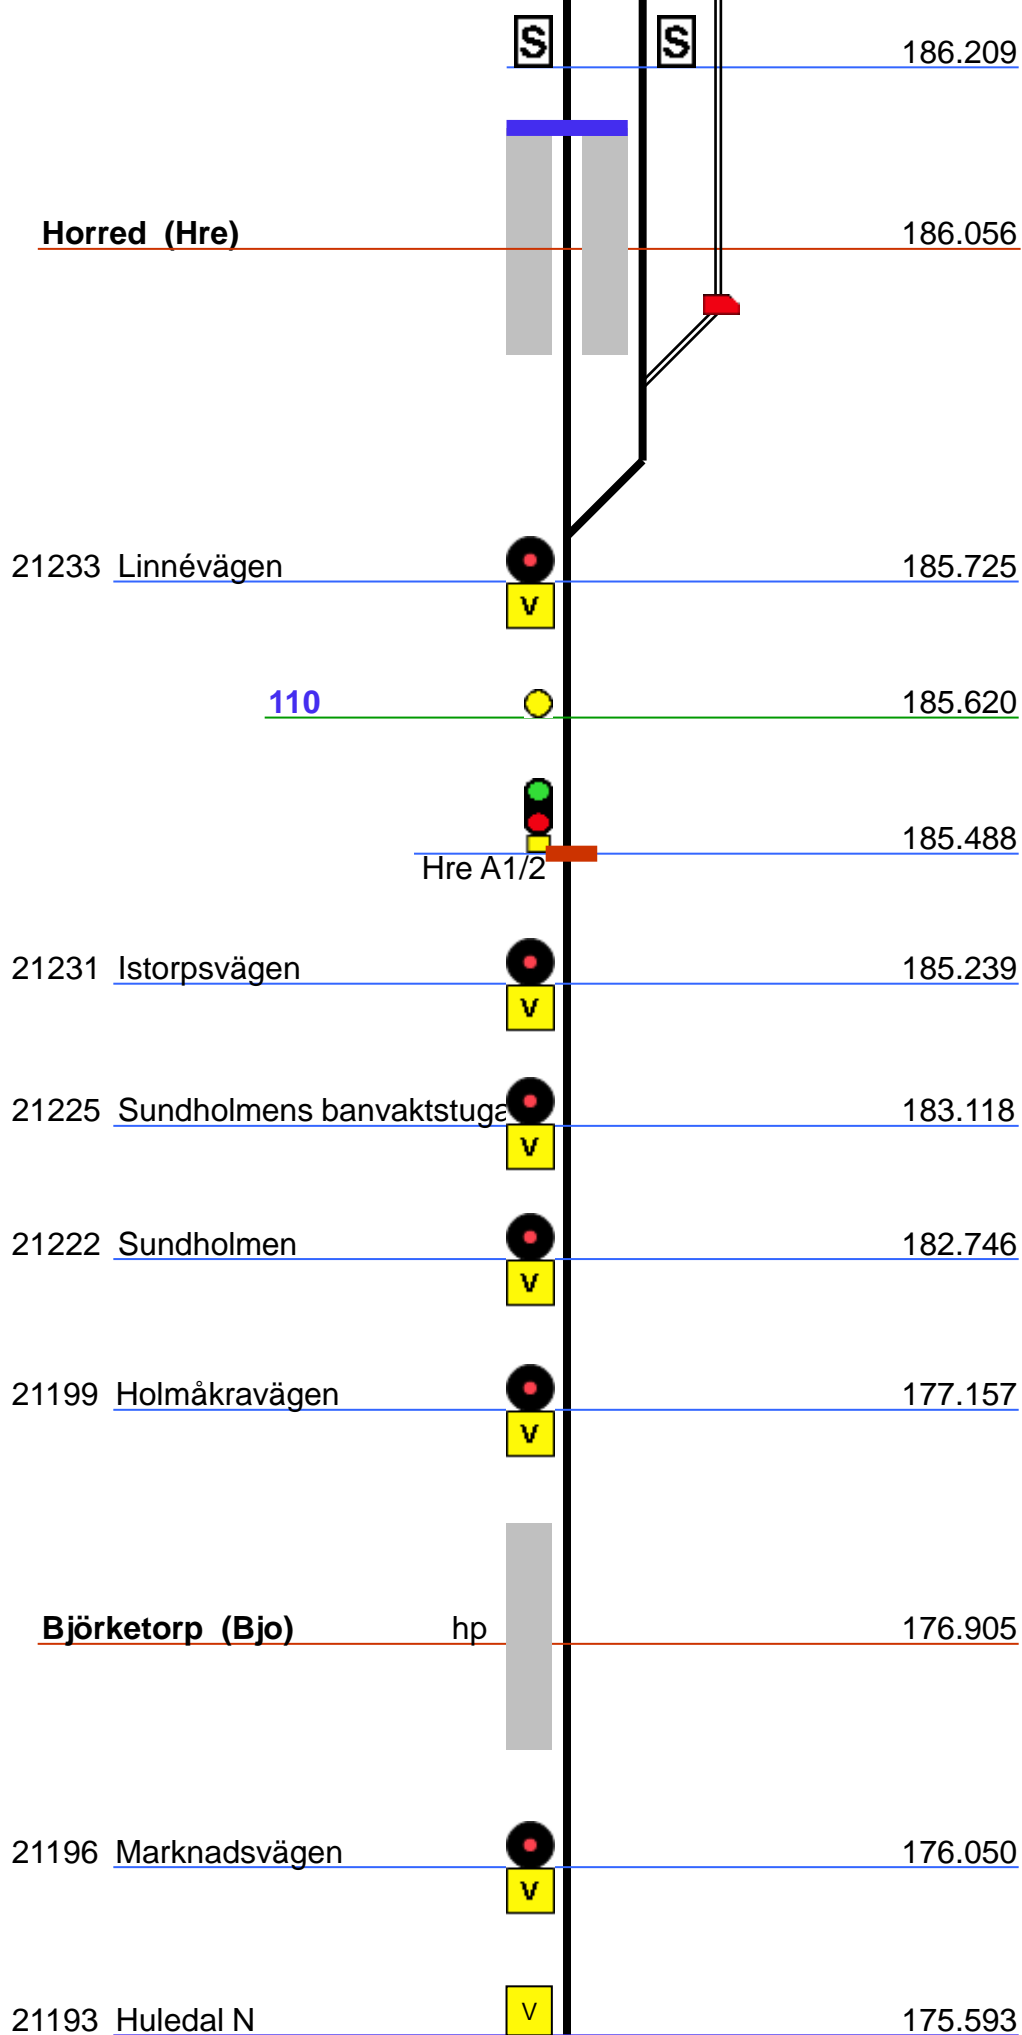 S S 186.209
Horred (Hre) 186.056
21233 Linnévägen 185.725
V
110 185.620
185.488
Hre A1/2
21231 Istorpsvägen 185.239
V
21225 Sundholmens banvaktstuga 183.118
V
21222 Sundholmen 182.746
V
21199 Holmåkravägen 177.157
V
Björketorp (Bjo) hp 176.905
21196 Marknadsvägen 176.050
V
21193 Huledal N V 175.593